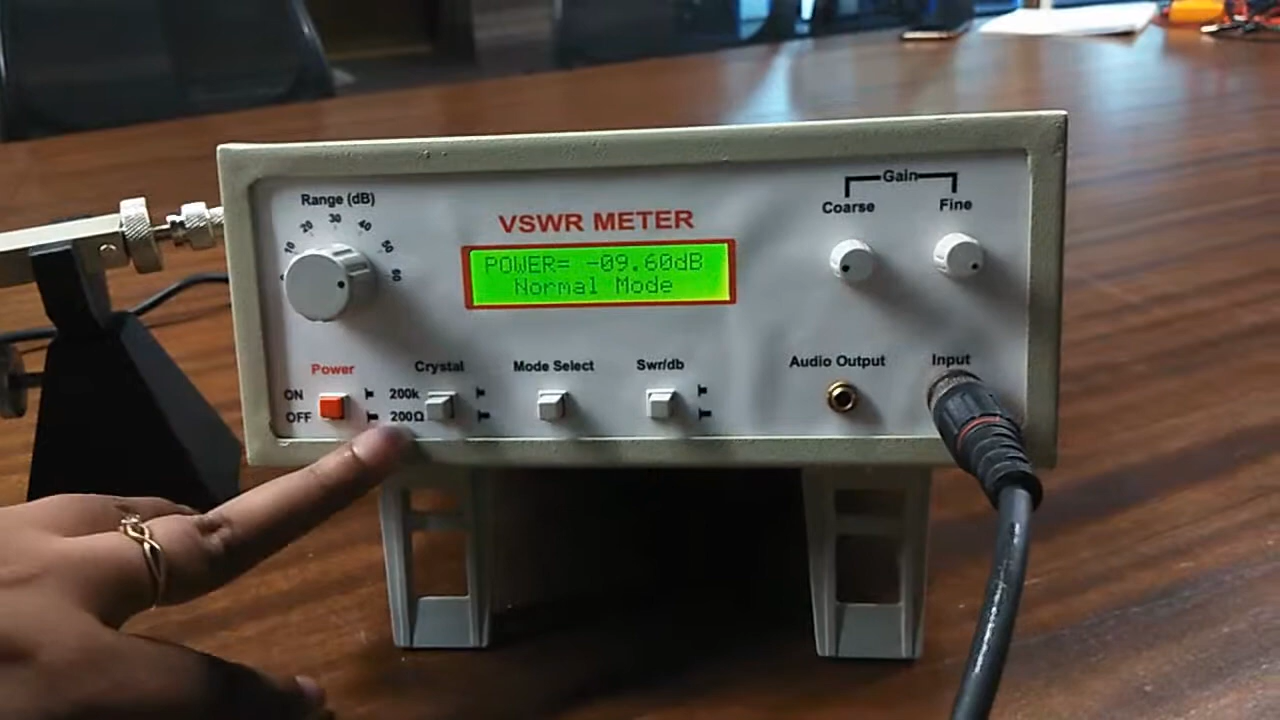 Range (dB)
10 20 30 40 50 60
VSWR METER
POWER= -09.60dB
Normal Mode
Gain
Coarse Fine
Power
ON
OFF
Crystal
200k
200Ω
Mode Select
Swr/db
Audio Output
Input